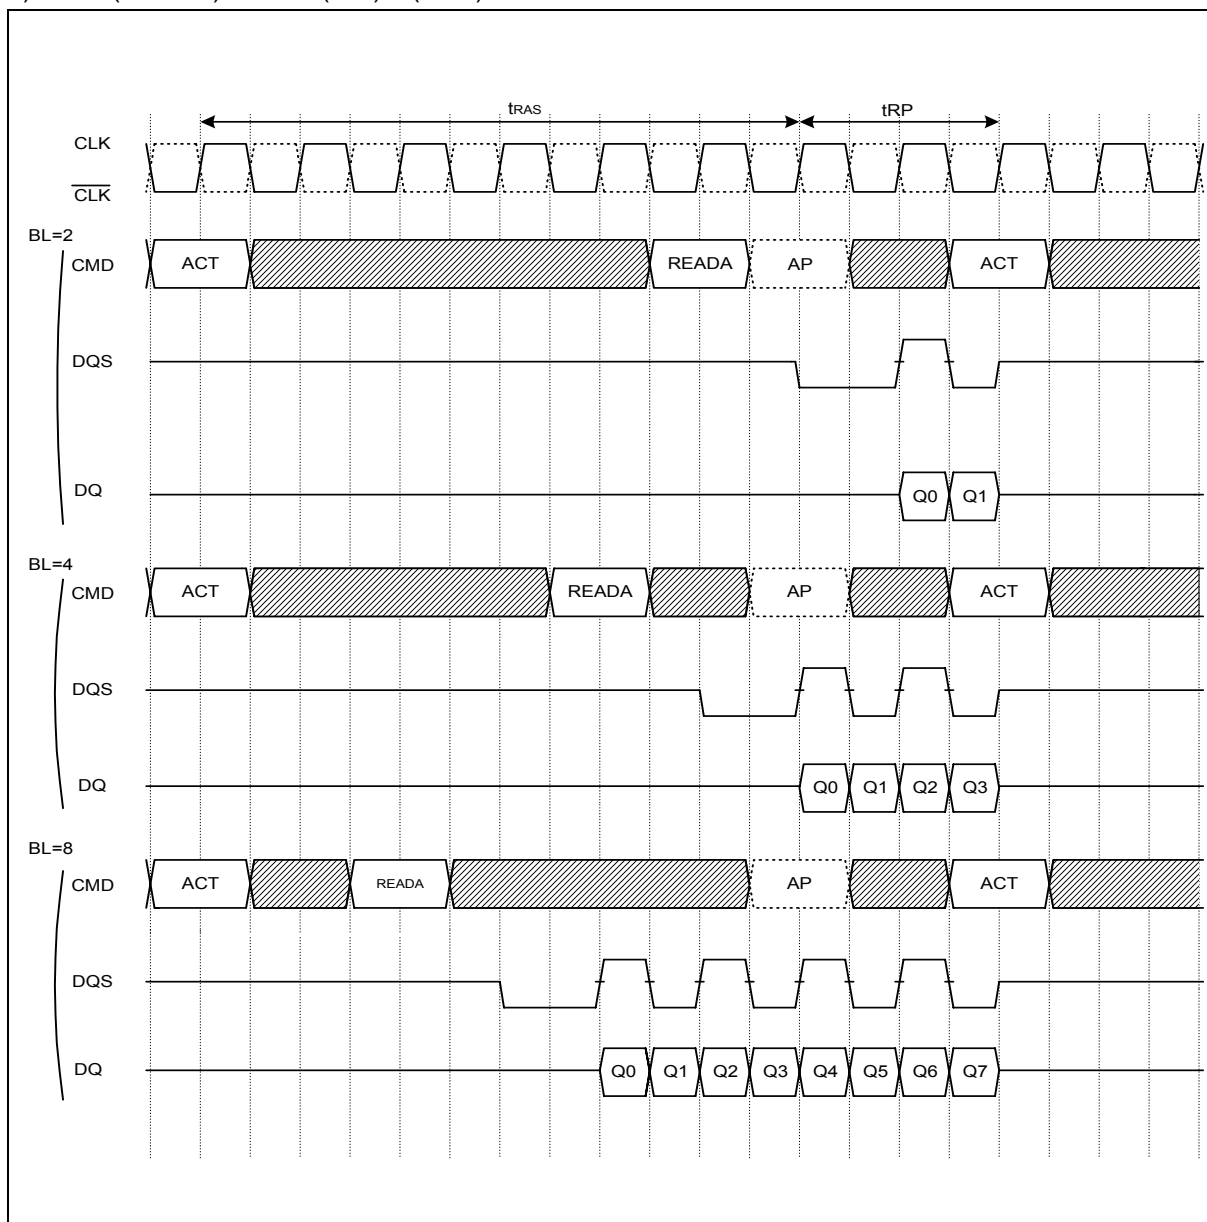 tRAS tRP
CLK
CLK
BL=2
CMD ACT READA AP ACT
DQS
DQ Q0 Q1
BL=4
CMD ACT READA AP ACT
DQS
DQ Q0 Q1 Q2 Q3
BL=8
CMD ACT READA AP ACT
DQS
DQ Q0 Q1 Q2 Q3 Q4 Q5 Q6 Q7